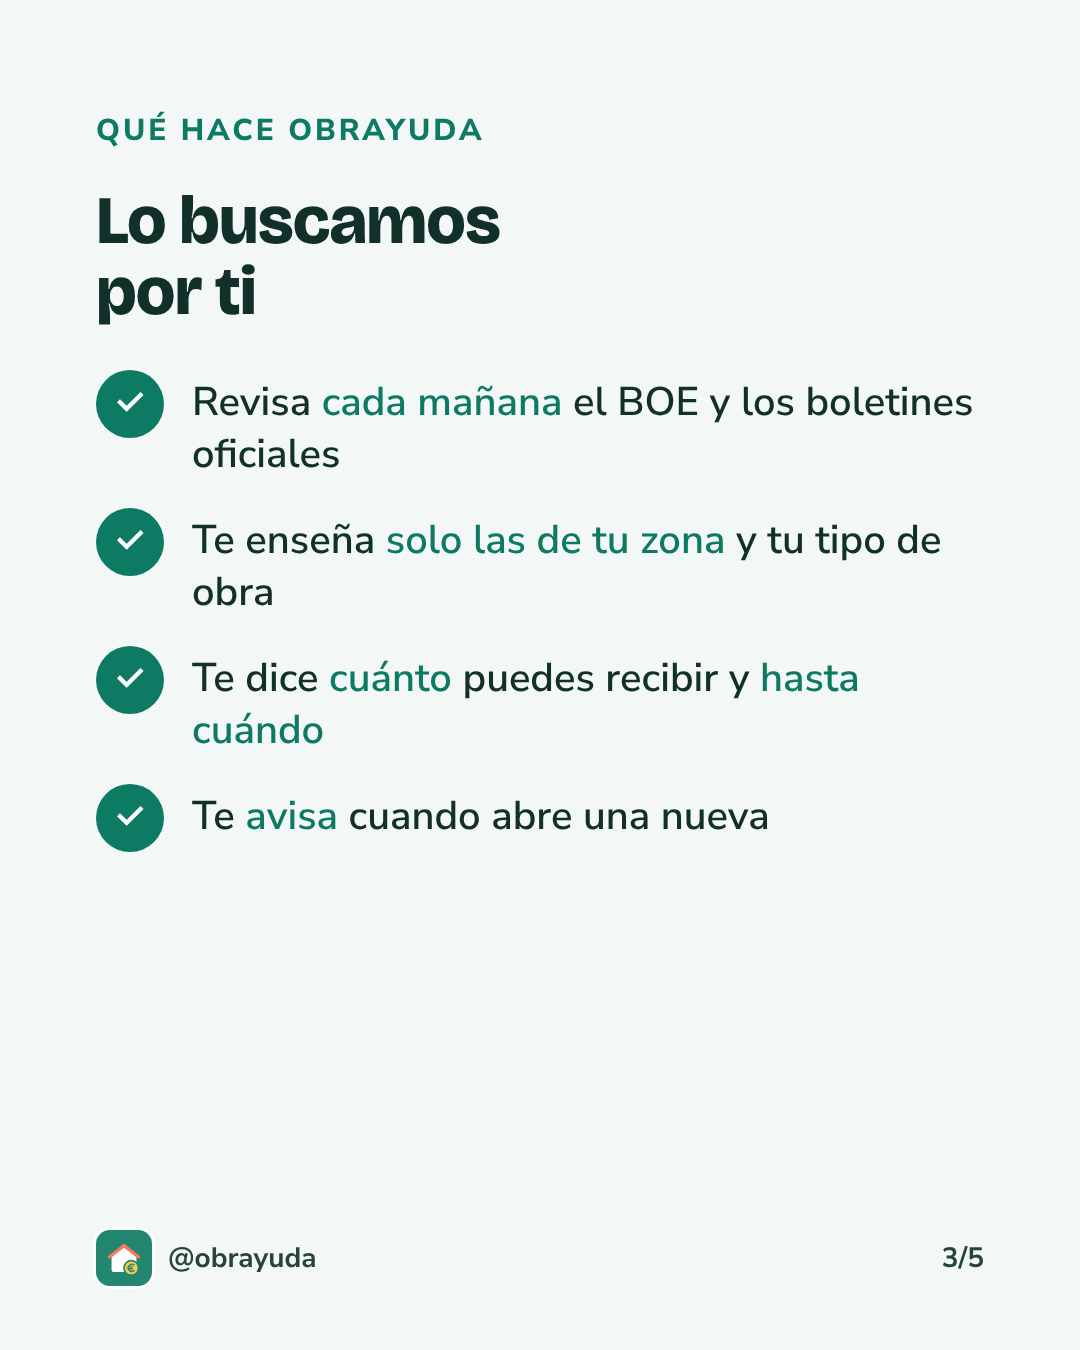 QUÉ HACE OBRAYUDA
Lo buscamos
por ti
Revisa cada mañana el BOE y los boletines
oficiales
Te enseña solo las de tu zona y tu tipo de
obra
Te dice cuánto puedes recibir y hasta
cuándo
Te avisa cuando abre una nueva
€
@obrayuda
3/5